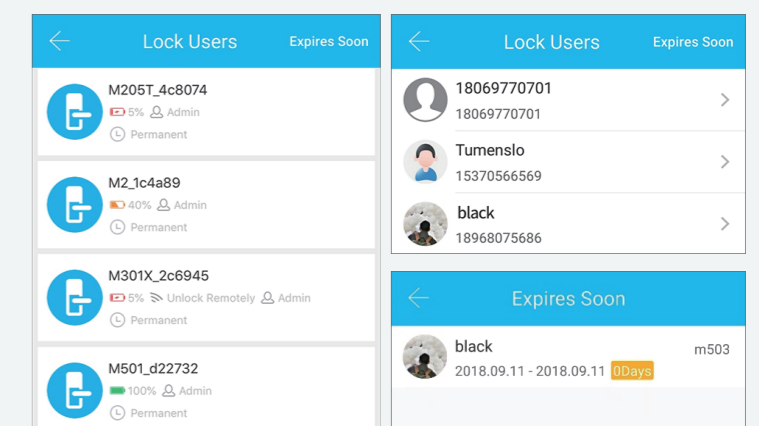 Lock Users
Expires Soon
M205T_4c8074
5% Admin
Permanent
M2_1c4a89
40% Admin
Permanent
M301X_2c6945
5% Unlock Remotely Admin
Permanent
M501_d22732
100% Admin
Permanent
Lock Users
Expires Soon
18069770701
18069770701
Tumenslo
15370566569
black
18968075686
Expires Soon
black
m503
2018.09.11 - 2018.09.11 0Days